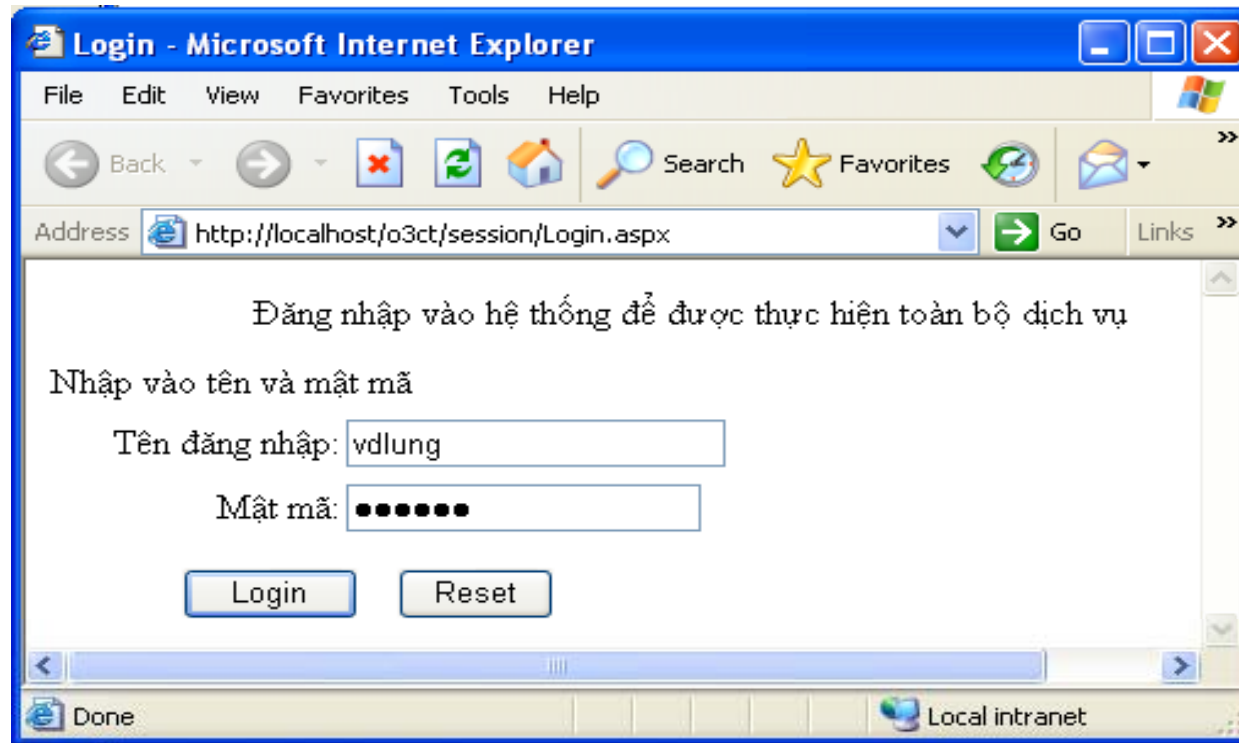 Login - Microsoft Internet Explorer
File Edit View Favorites Tools Help
Back Search Favorites »
Address http://localhost/o3ct/session/Login.aspx Go Links »
Đăng nhập vào hệ thống để được thực hiện toàn bộ dịch vụ
Nhập vào tên và mật mã
Tên đăng nhập: vdlung
Mật mã: ●●●●●●
Login Reset
Done Local intranet